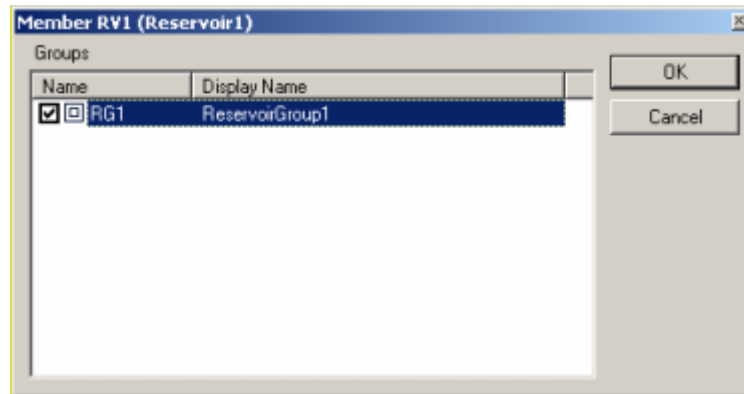 Member RV1 (Reservoir1)
Groups
OK
Name Display Name
RG1 ReservoirGroup1
Cancel